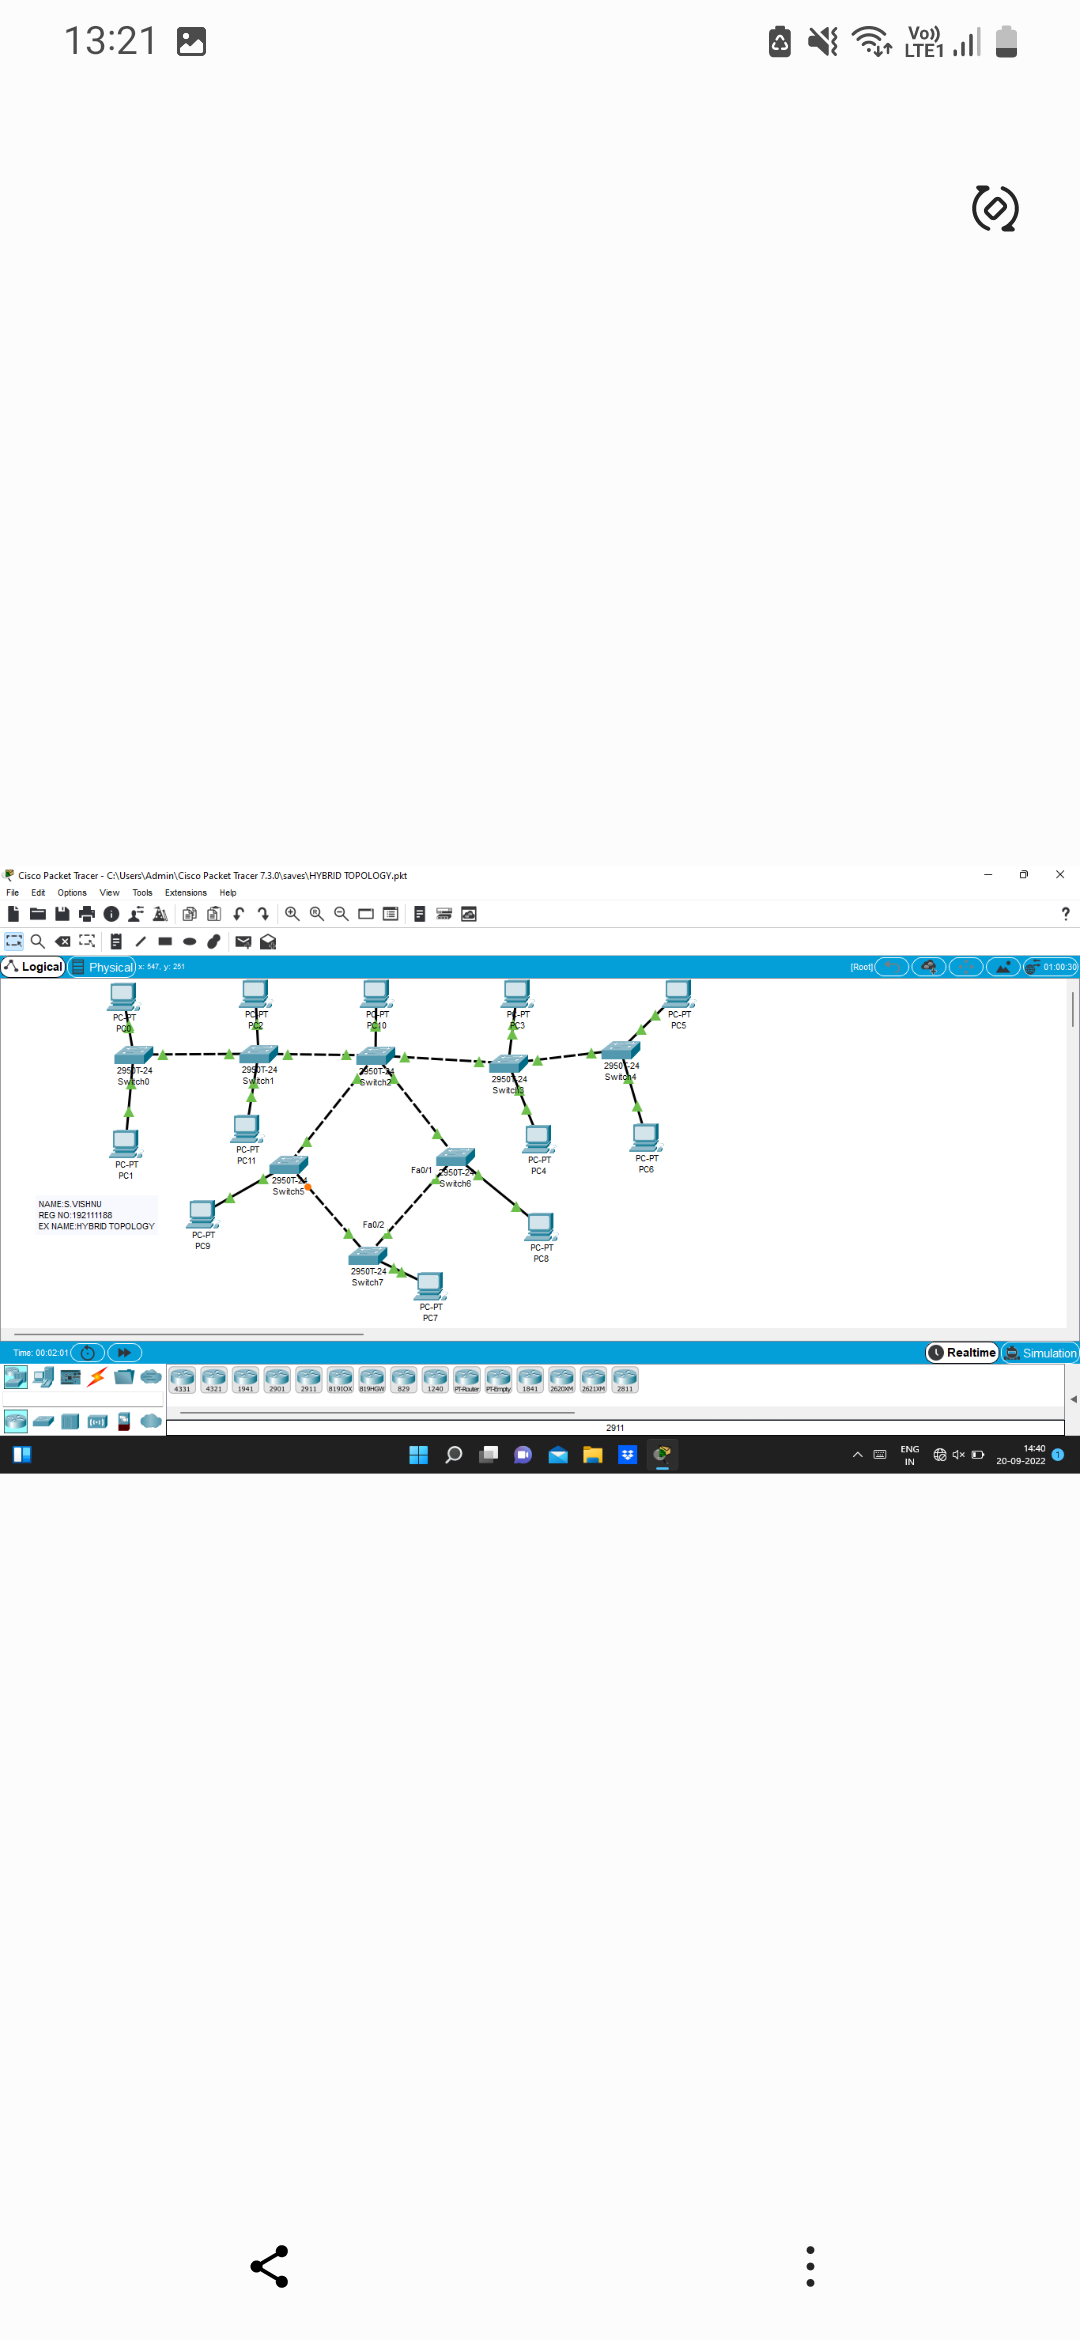 13:21
Vo))
LTE1
Cisco Packet Tracer - C:\Users\Admin\Cisco Packet Tracer 7.3.0\saves\HYBRID TOPOLOGY.pkt
File Edit Options View Tools Extensions Help
?
Logical Physical x: 547, y: 251 [Root] 01:00:30
PC-PT
PC0
PC-PT
PC2
PC-PT
PC10
PC-PT
PC3
PC-PT
PC5
2950T-24
Switch0
2950T-24
Switch1
2950T-24
Switch2
2950T-24
Switch3
2950T-24
Switch4
PC-PT
PC1
PC-PT
PC11
PC-PT
PC4
PC-PT
PC6
2950T-24
Switch5
Fa0/1
2950T-24
Switch6
NAME:S.VISHNU
REG NO:192111188
EX NAME:HYBRID TOPOLOGY
PC-PT
PC9
Fa0/2
PC-PT
PC8
2950T-24
Switch7
PC-PT
PC7
Time: 00:02:01 Realtime Simulation
4331 4321 1941 2901 2911 819IOX 819HGW 829 1240 PT-Router PT-Empty 1841 2620XM 2621XM 2811
2911
ENG
IN
14:40
20-09-2022
1